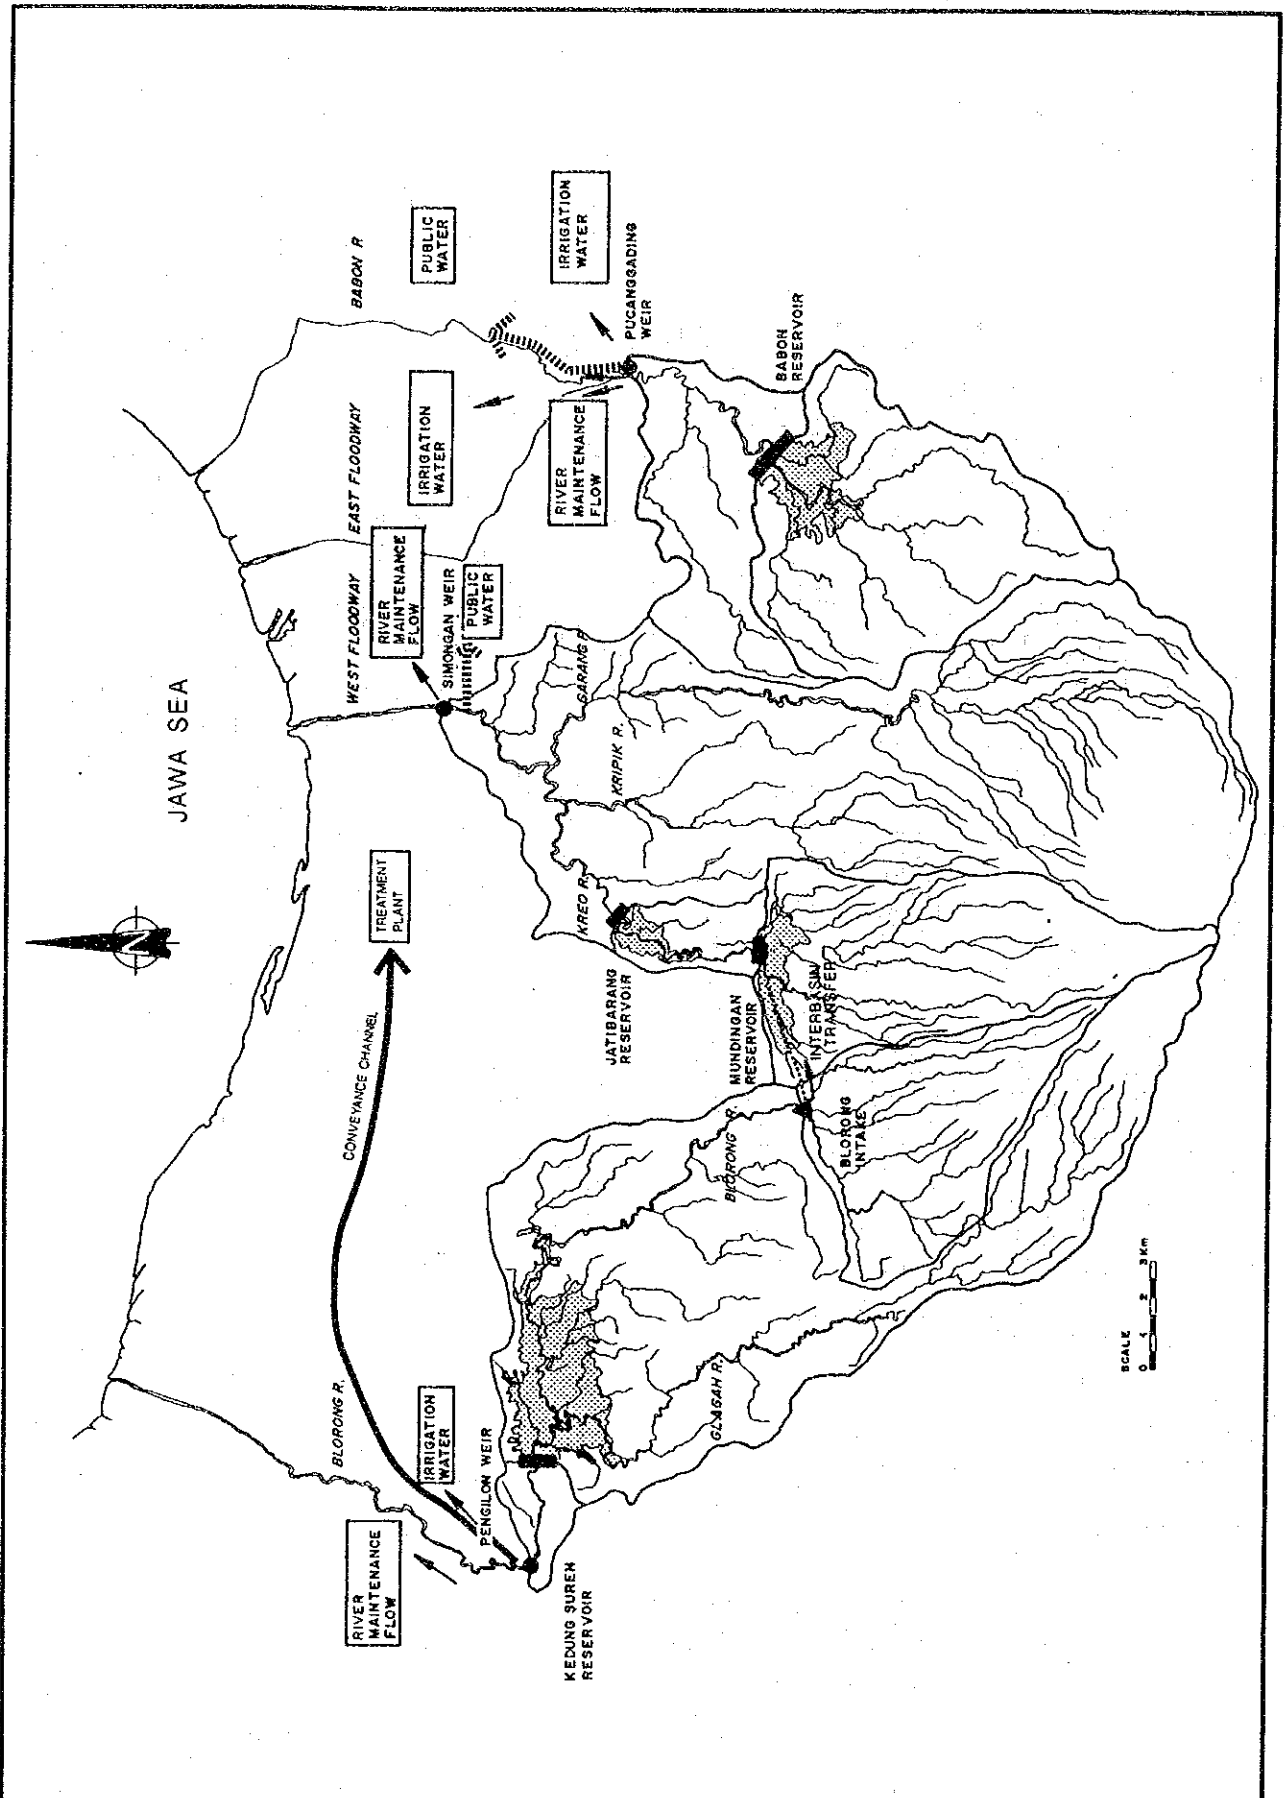 JAWA SEA
N
RIVER
MAINTENANCE
FLOW
BLORONG R.
CONVEYANCE CHANNEL
TREATMENT
PLANT
WEST FLOODWAY
EAST FLOODWAY
BABON R
IRRIGATION
WATER
RIVER
MAINTENANCE
FLOW
IRRIGATION
WATER
PUBLIC
WATER
PENGILON WEIR
SIMONGAN WEIR
PUBLIC
WATER
KEDUNG SUREN
RESERVOIR
RIVER
MAINTENANCE
FLOW
IRRIGATION
WATER
KREO R.
GARANG R.
JATIBARANG
RESERVOIR
KRIPIK R.
PUCANGGADING
WEIR
GLAGAH R.
BLORONG R.
MUNDINGAN
RESERVOIR
BABON
RESERVOIR
BLORONG
INTAKE
INTERBASIN
TRANSFER
SCALE
0 1 2 3Km